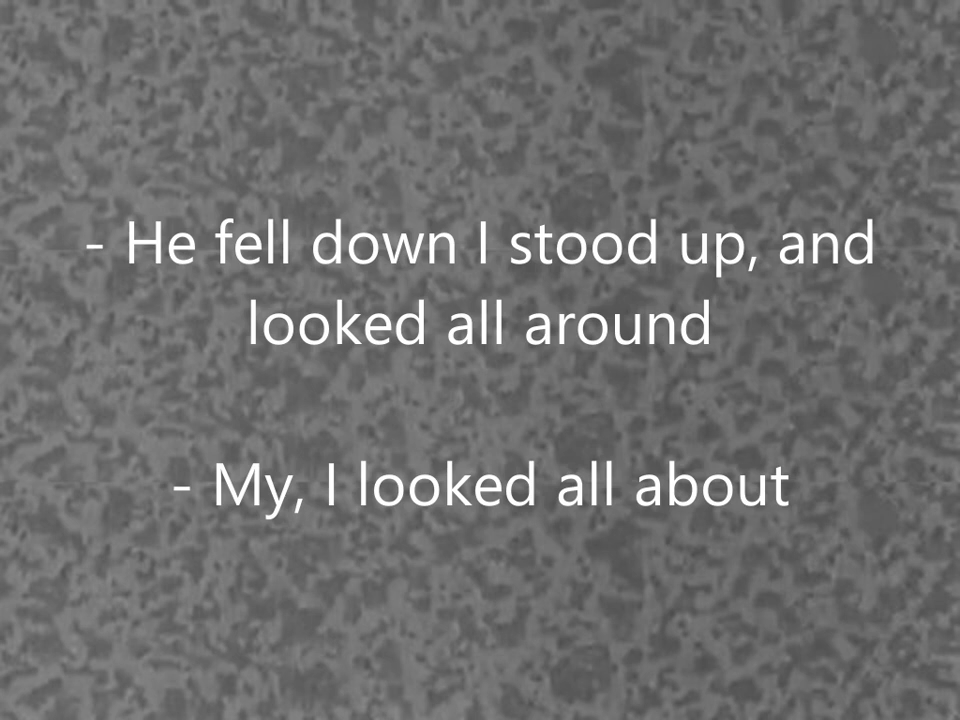 - He fell down I stood up, and
looked all around
- My, I looked all about